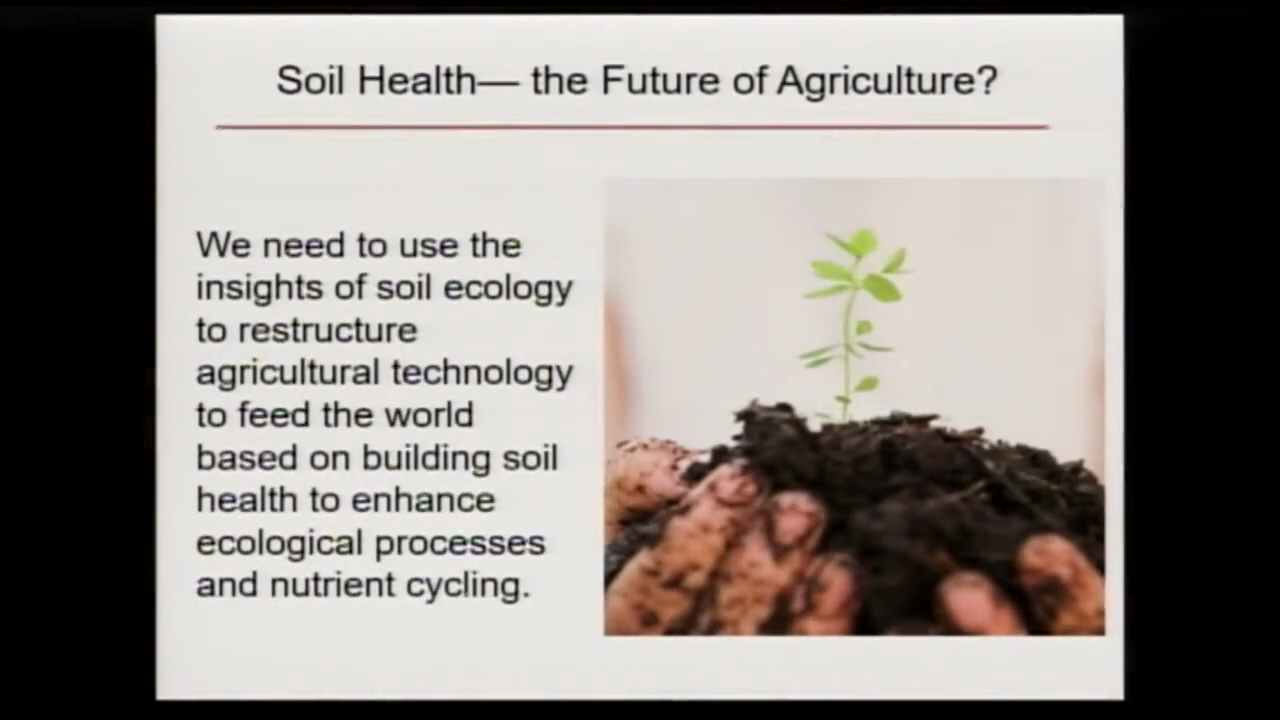 Soil Health— the Future of Agriculture?
We need to use the
insights of soil ecology
to restructure
agricultural technology
to feed the world
based on building soil
health to enhance
ecological processes
and nutrient cycling.